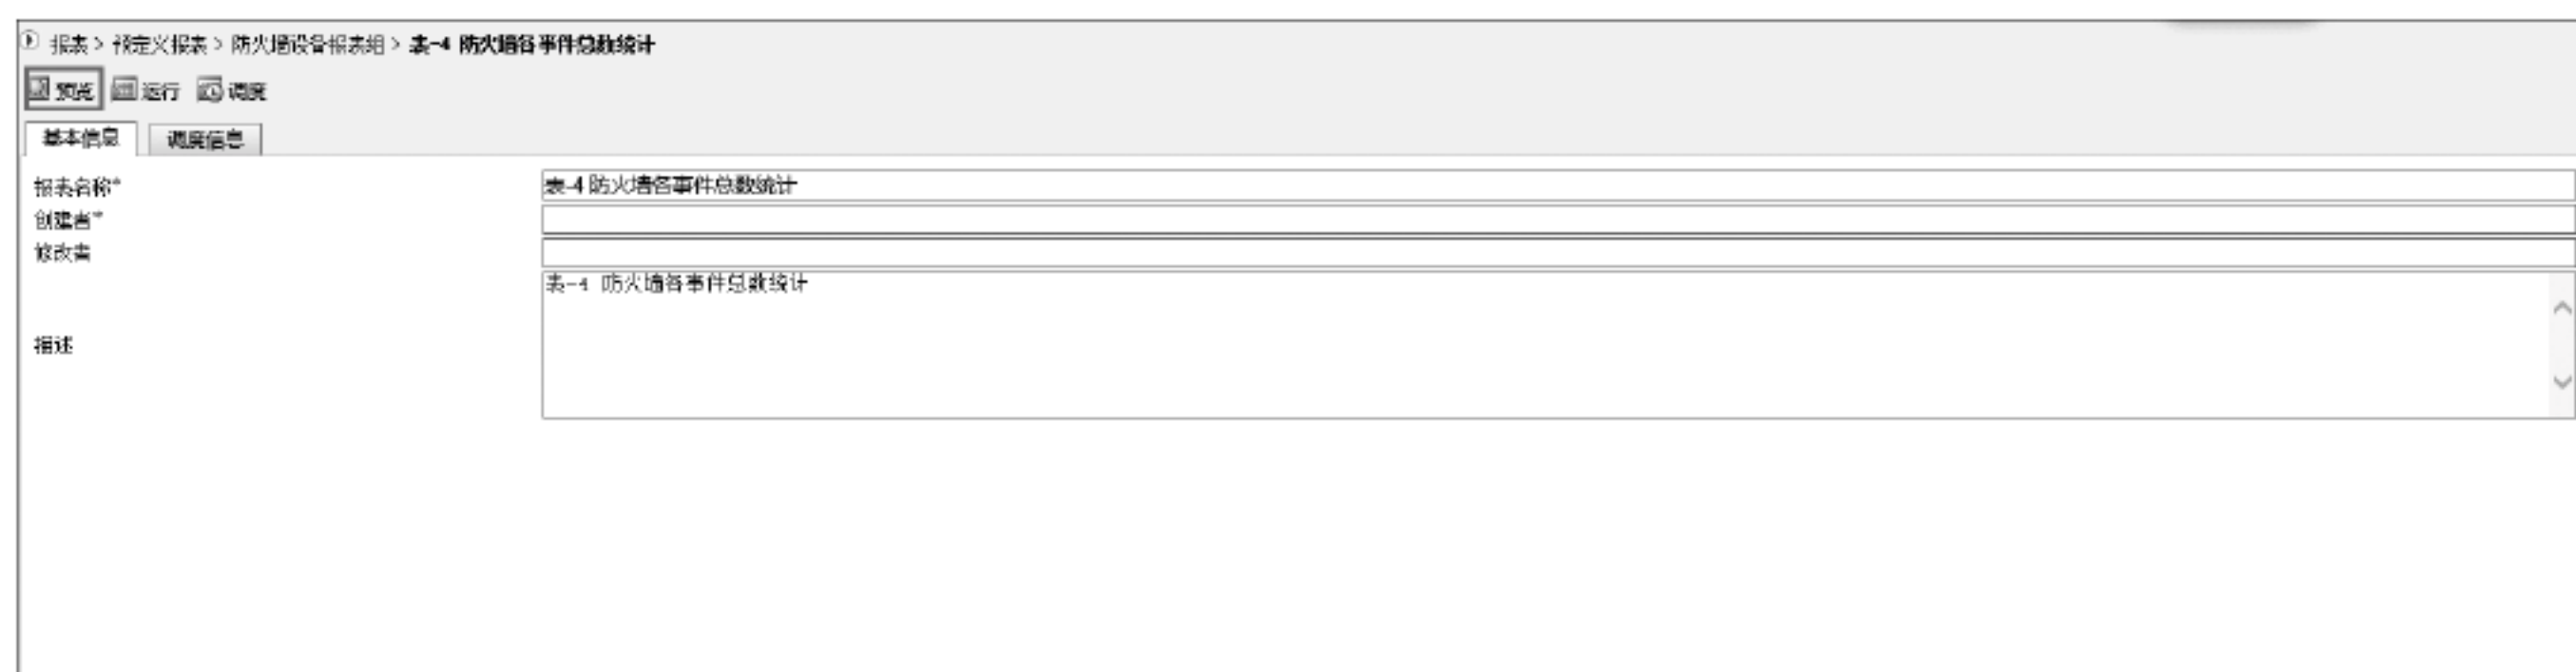 报表 > 预定义报表 > 防火墙设备报表组 > 表-4 防火墙各事件总数统计
预览 运行 调度
基本信息 调度信息
报表名称* 表-4 防火墙各事件总数统计
创建者*
修改者
表-4 防火墙各事件总数统计
描述